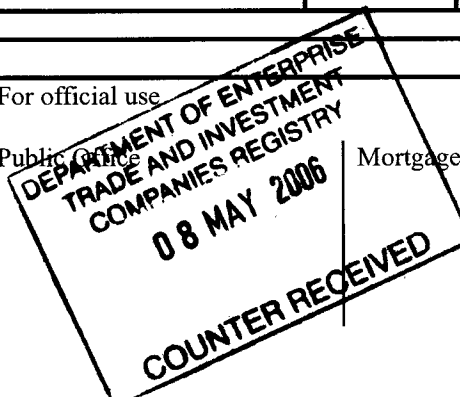 For official use
Public Office
Mortgage
DEPARTMENT OF ENTERPRISE
TRADE AND INVESTMENT
COMPANIES REGISTRY
08 MAY 2006
COUNTER RECEIVED